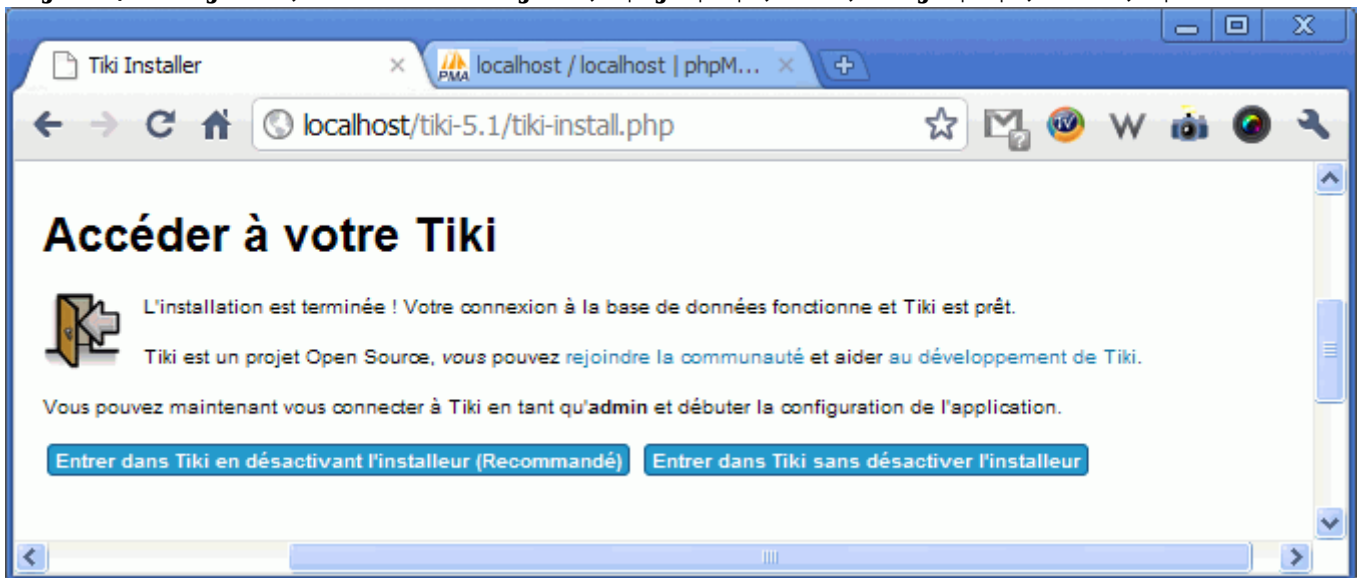 Tiki Installer
PMA
localhost / localhost | phpM...
localhost/tiki-5.1/tiki-install.php
Accéder à votre Tiki
L'installation est terminée ! Votre connexion à la base de données fonctionne et Tiki est prêt.
Tiki est un projet Open Source, vous pouvez rejoindre la communauté et aider au développement de Tiki.
Vous pouvez maintenant vous connecter à Tiki en tant qu'admin et débuter la configuration de l'application.
Entrer dans Tiki en désactivant l'installeur (Recommandé)
Entrer dans Tiki sans désactiver l'installeur